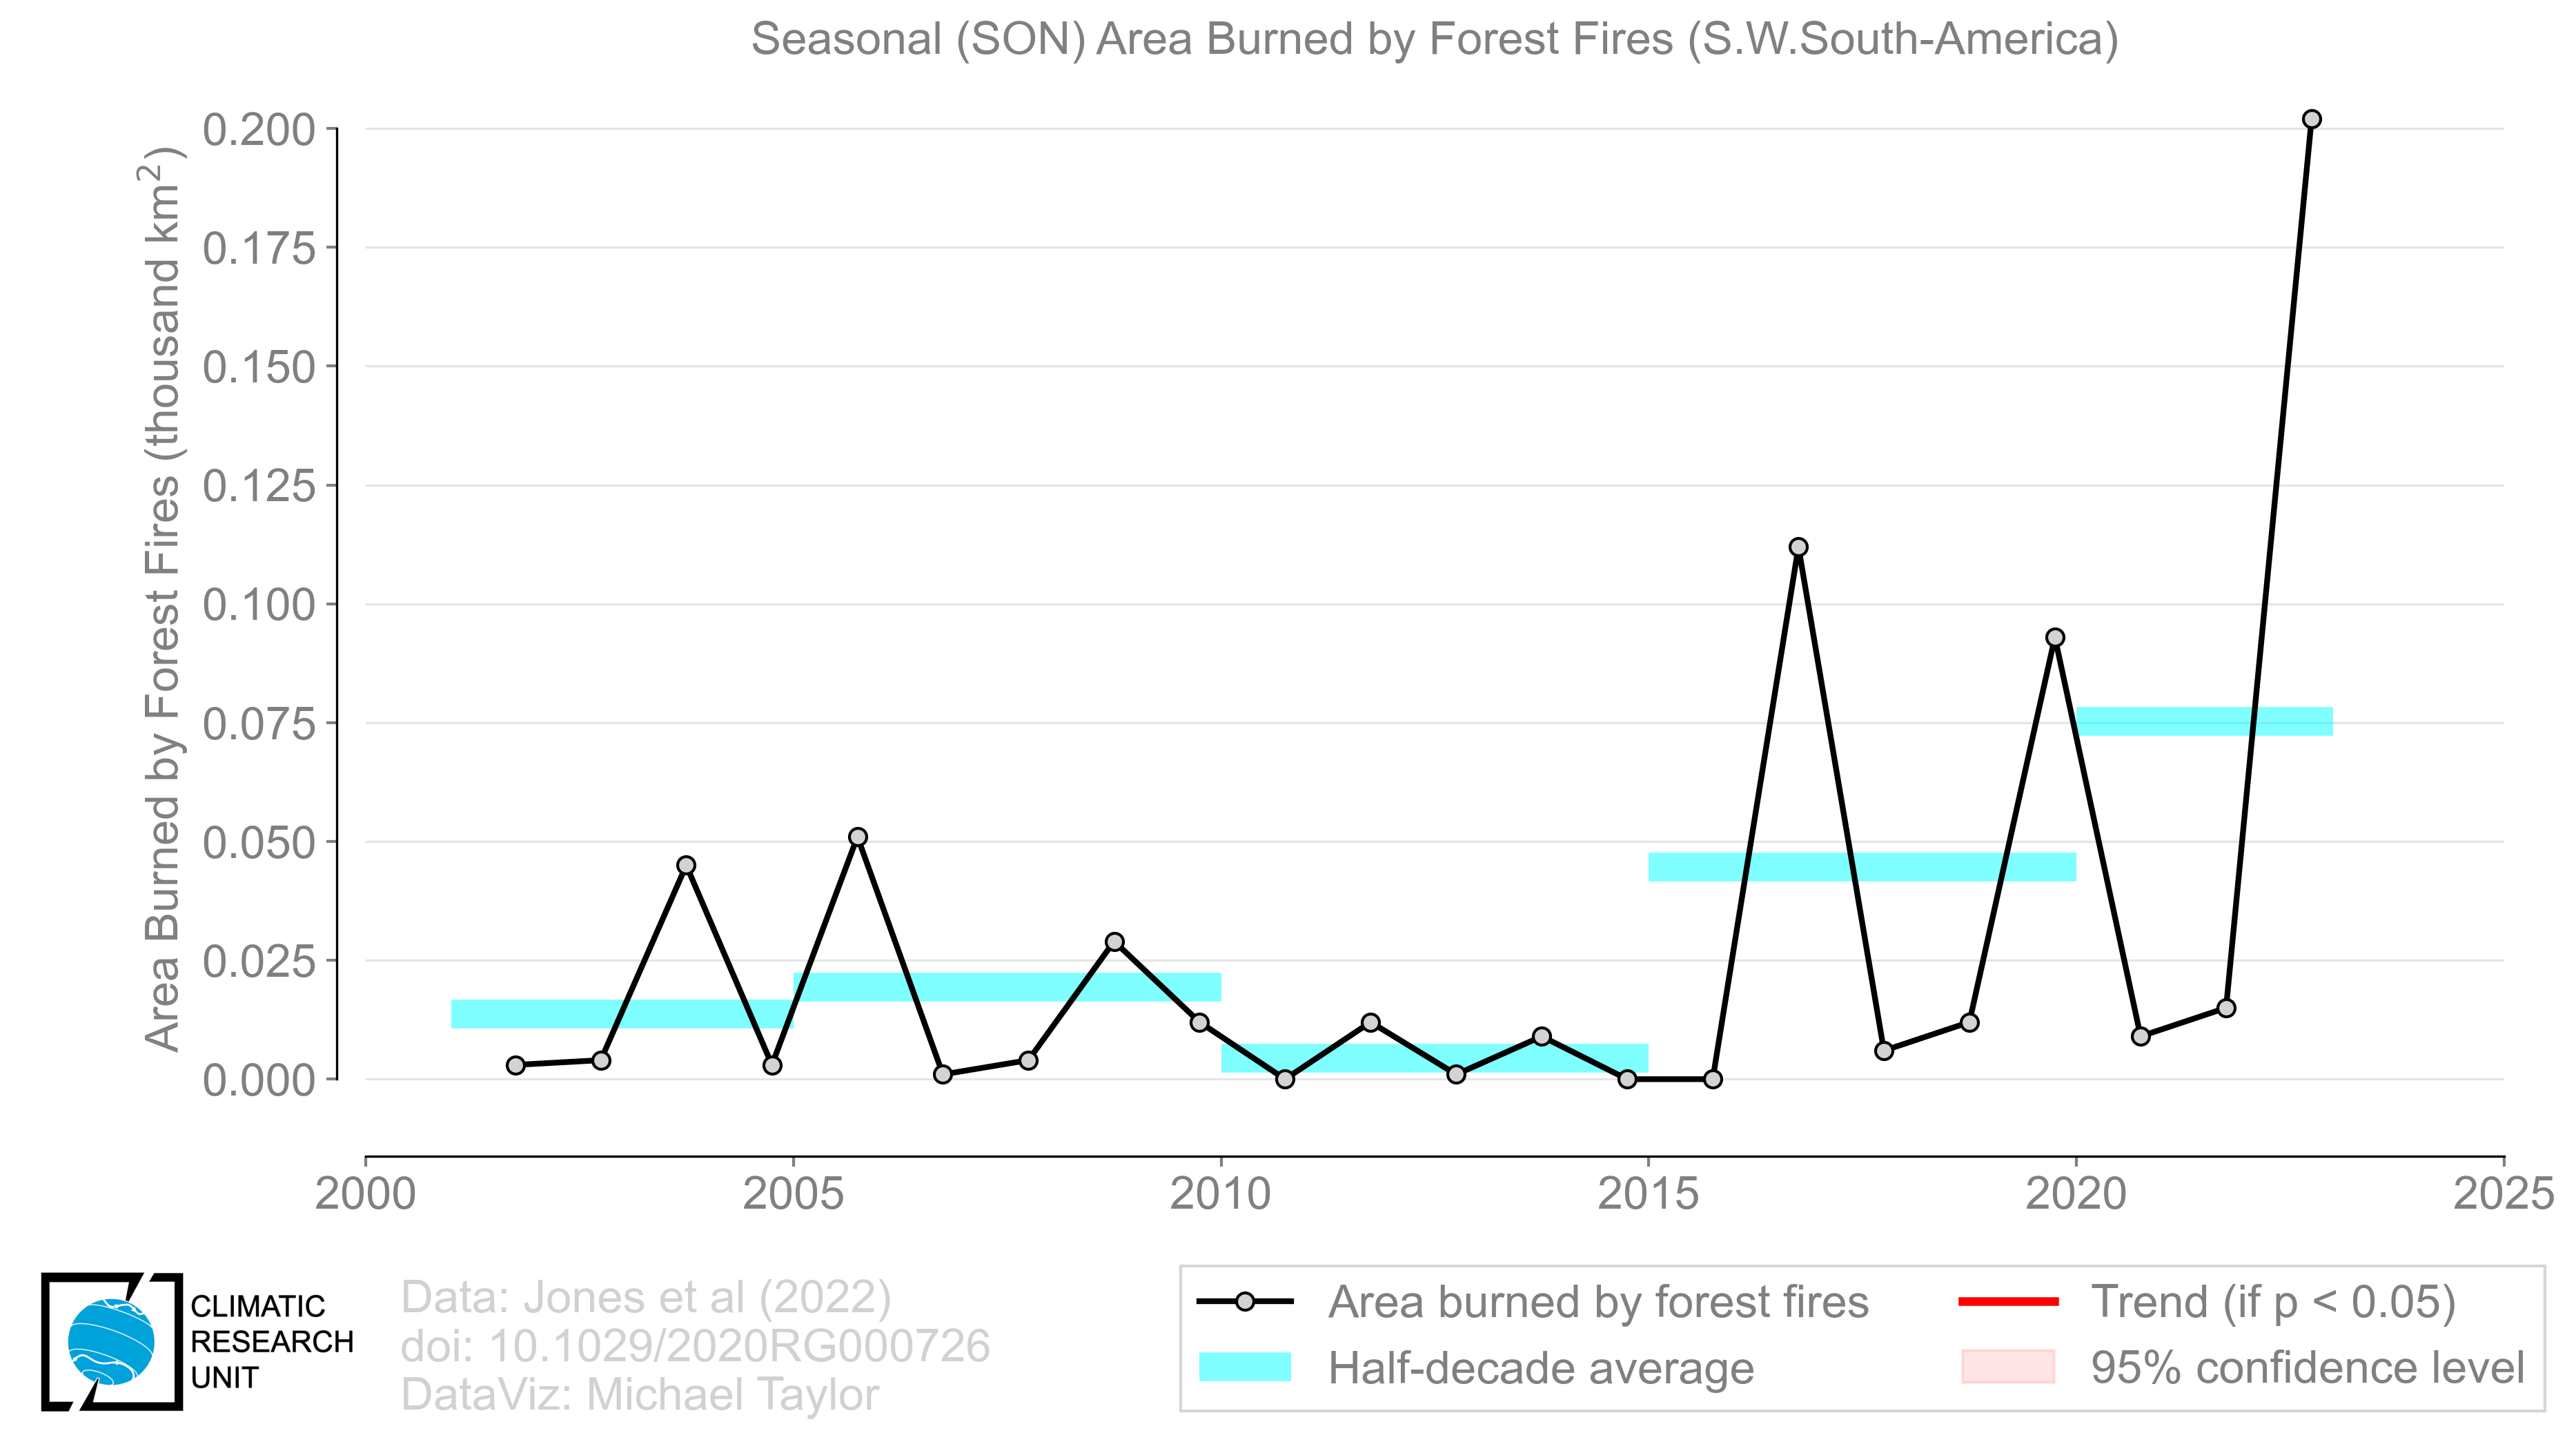 Seasonal (SON) Area Burned by Forest Fires (S.W.South-America)
Area Burned by Forest Fires (thousand km²)
0.200
0.175
0.150
0.125
0.100
0.075
0.050
0.025
0.000
2000 2005 2010 2015 2020 2025
CLIMATIC
RESEARCH
UNIT
Data: Jones et al (2022)
doi: 10.1029/2020RG000726
DataViz: Michael Taylor
Area burned by forest fires
Half-decade average
Trend (if p < 0.05)
95% confidence level